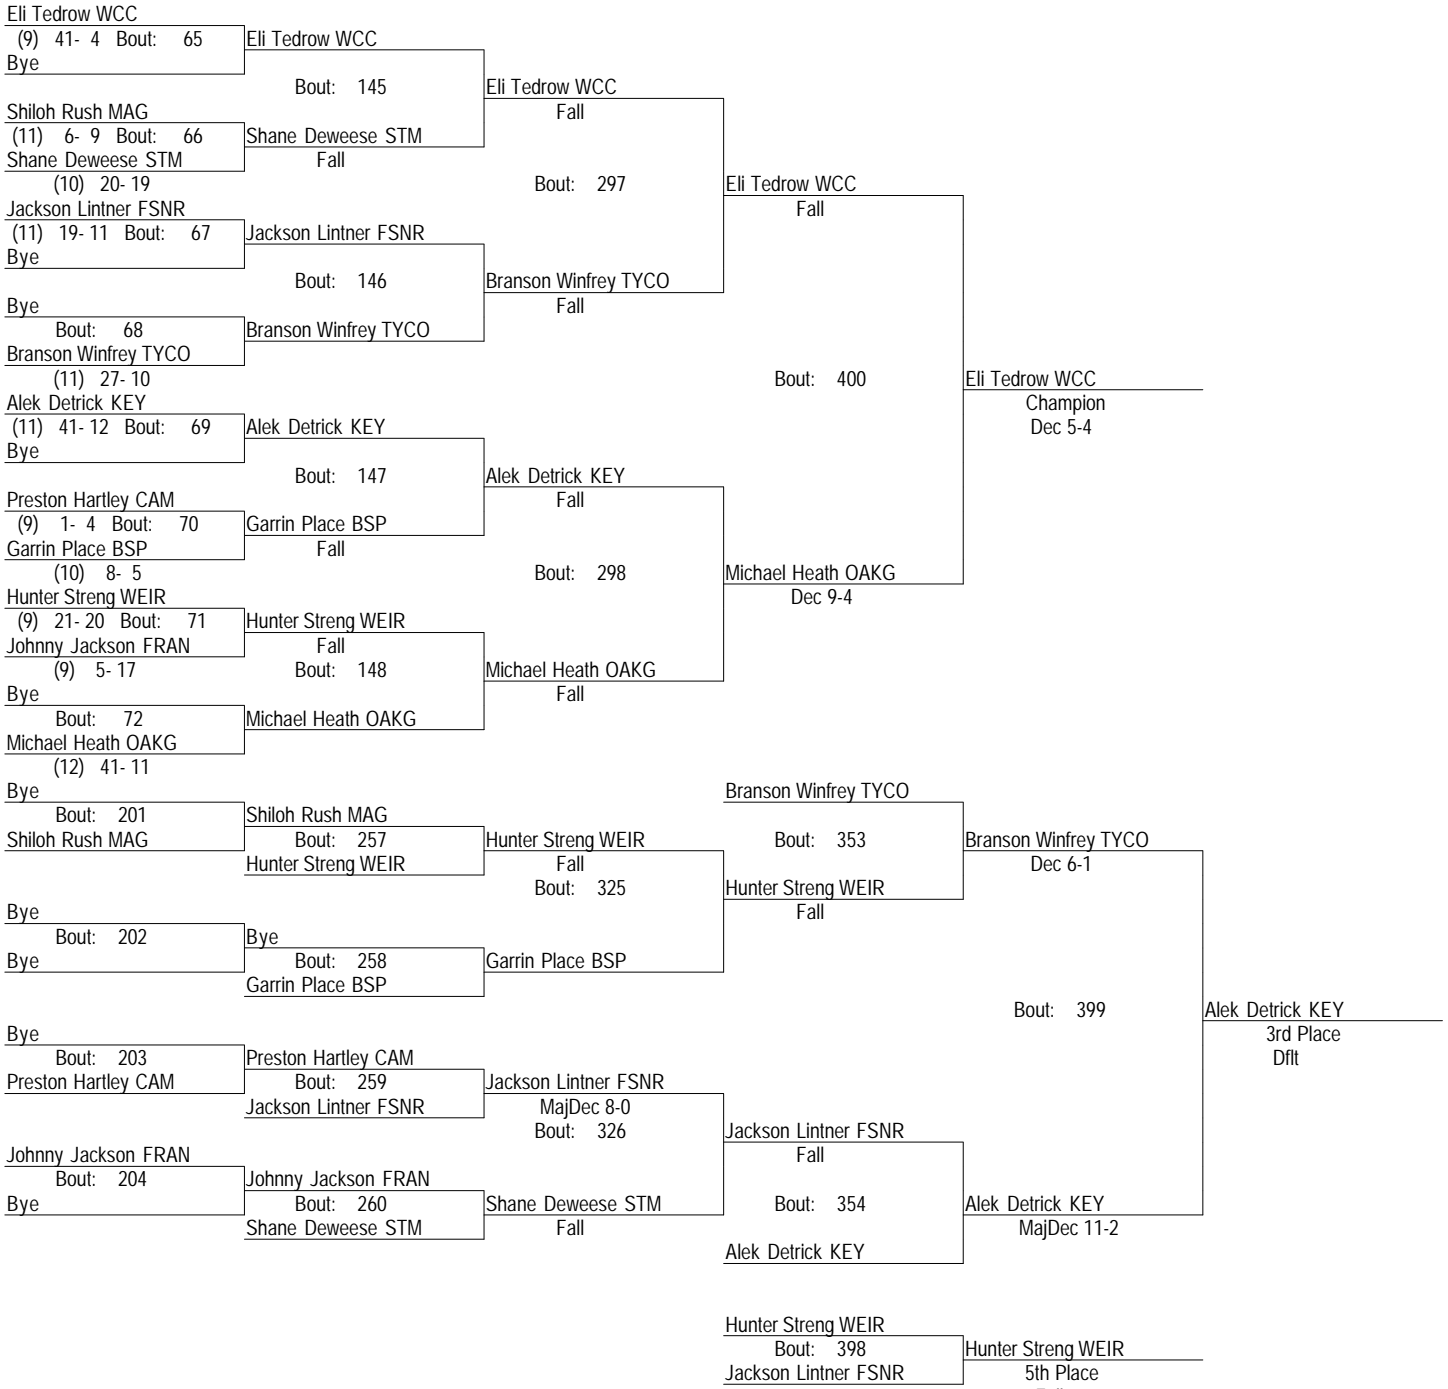 Eli Tedrow WCC
(9) 41- 4 Bout: 65 Eli Tedrow WCC
Bye
Bout: 145 Eli Tedrow WCC
Shiloh Rush MAG Fall
(11) 6- 9 Bout: 66 Shane Deweese STM
Shane Deweese STM Fall
(10) 20- 19 Bout: 297 Eli Tedrow WCC
Jackson Lintner FSNR Fall
(11) 19- 11 Bout: 67 Jackson Lintner FSNR
Bye
Bout: 146 Branson Winfrey TYCO
Bye Fall
Bout: 68 Branson Winfrey TYCO
Branson Winfrey TYCO
(11) 27- 10 Bout: 400 Eli Tedrow WCC
Alek Detrick KEY Champion
(11) 41- 12 Bout: 69 Alek Detrick KEY Dec 5-4
Bye
Bout: 147 Alek Detrick KEY
Preston Hartley CAM Fall
(9) 1- 4 Bout: 70 Garrin Place BSP
Garrin Place BSP Fall
(10) 8- 5 Bout: 298 Michael Heath OAKG
Hunter Streng WEIR Dec 9-4
(9) 21- 20 Bout: 71 Hunter Streng WEIR
Johnny Jackson FRAN Fall
(9) 5- 17 Bout: 148 Michael Heath OAKG
Bye Fall
Bout: 72 Michael Heath OAKG
Michael Heath OAKG
(12) 41- 11
Bye Branson Winfrey TYCO
Bout: 201 Shiloh Rush MAG
Shiloh Rush MAG Bout: 257 Hunter Streng WEIR Bout: 353 Branson Winfrey TYCO
Hunter Streng WEIR Fall Dec 6-1
Bout: 325 Hunter Streng WEIR
Bye Fall
Bout: 202 Bye
Bye Bout: 258 Garrin Place BSP
Garrin Place BSP
Bout: 399 Alek Detrick KEY
Bye 3rd Place
Bout: 203 Preston Hartley CAM Dflt
Preston Hartley CAM Bout: 259 Jackson Lintner FSNR
Jackson Lintner FSNR MajDec 8-0
Bout: 326 Jackson Lintner FSNR
Johnny Jackson FRAN Fall
Bout: 204 Johnny Jackson FRAN
Bye Bout: 260 Shane Deweese STM Bout: 354 Alek Detrick KEY
Shane Deweese STM Fall MajDec 11-2
Alek Detrick KEY
Hunter Streng WEIR
Bout: 398 Hunter Streng WEIR
Jackson Lintner FSNR 5th Place